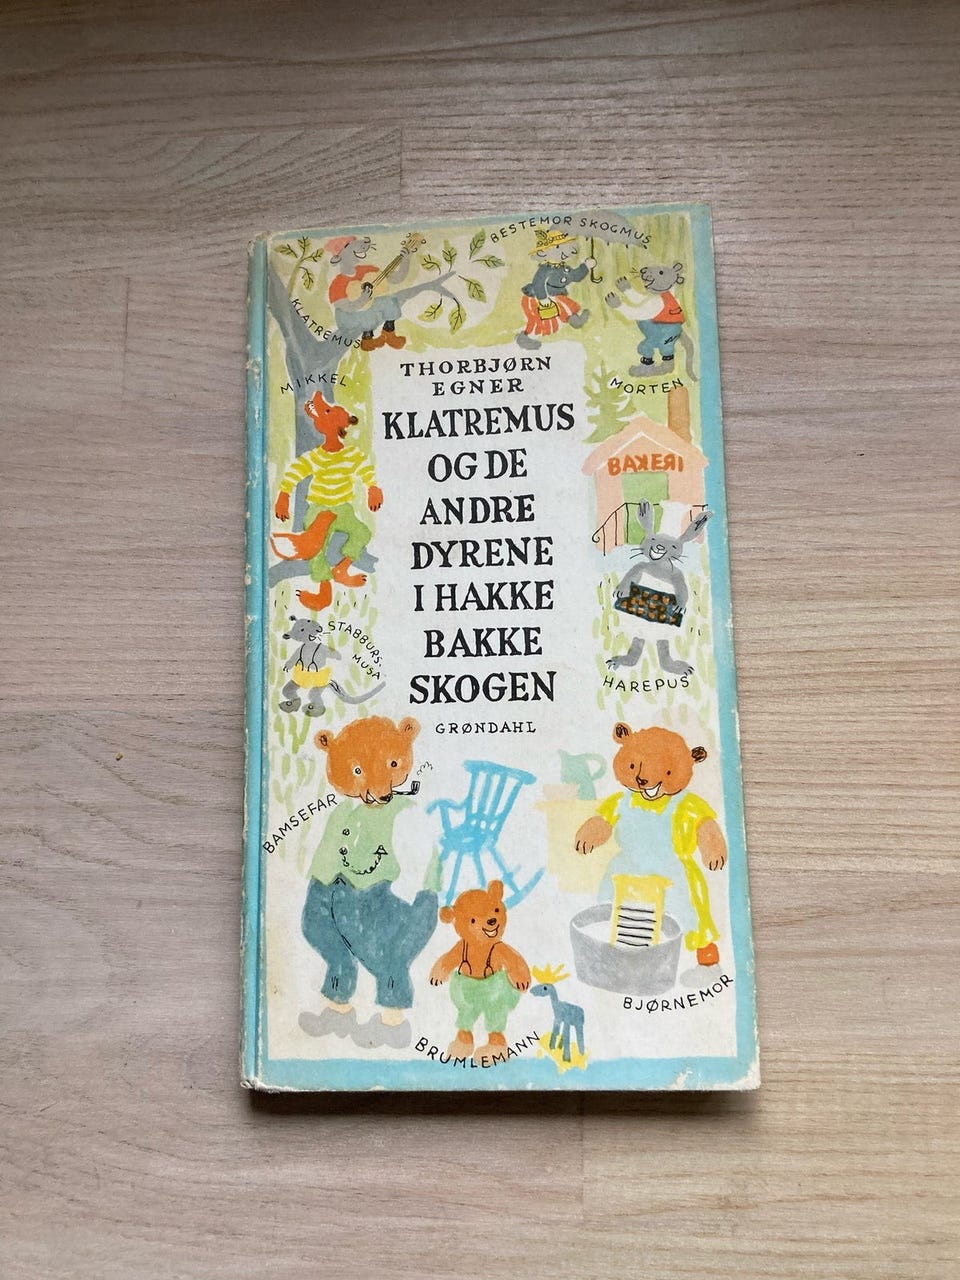 BESTEMOR SKOGMUS
KLATREMUS
MIKKEL
MORTEN
THORBJØRN
EGNER
KLATREMUS
OG DE
ANDRE
DYRENE
I HAKKE
BAKKE
SKOGEN
GRØNDAHL
BAKERI
STABBURS.
MUSA
HAREPUS
BAMSEFAR
BJØRNEMOR
BRUMLEMANN